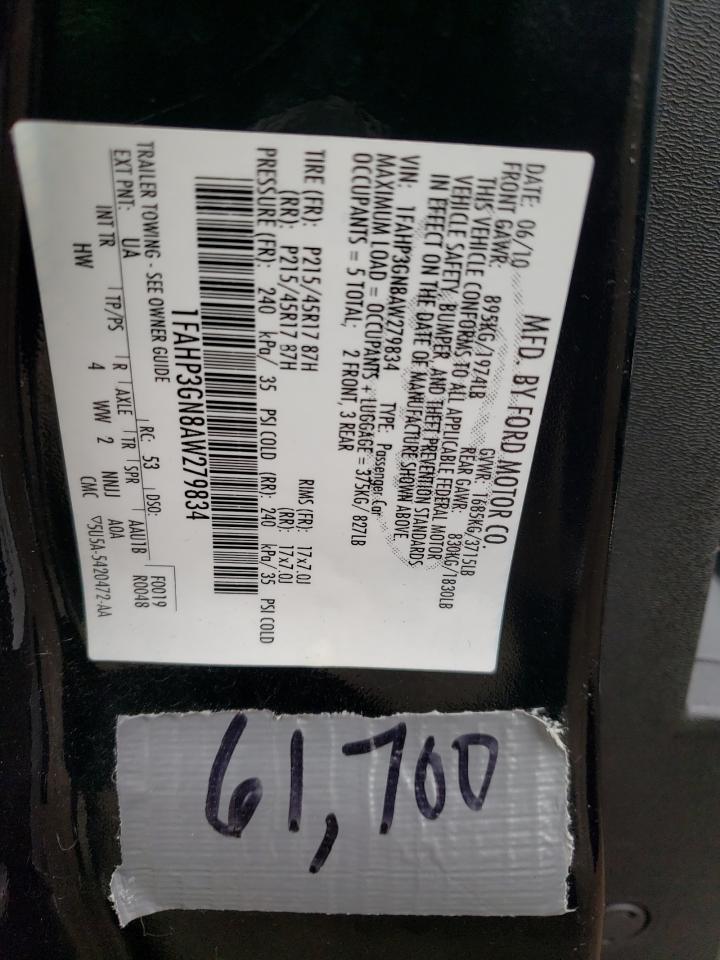 MFD. BY FORD MOTOR CO.
DATE: 06/10 GVWR: 1685KG/3715LB
FRONT GAWR: 895KG/1974LB REAR GAWR: 830KG/1830LB
THIS VEHICLE CONFORMS TO ALL APPLICABLE FEDERAL MOTOR
VEHICLE SAFETY, BUMPER, AND THEFT PREVENTION STANDARDS
IN EFFECT ON THE DATE OF MANUFACTURE SHOWN ABOVE.
VIN: 1FAHP3GN8AW279834 TYPE: Passenger Car
MAXIMUM LOAD = OCCUPANTS + LUGGAGE = 375KG/ 827LB
OCCUPANTS = 5 TOTAL; 2 FRONT, 3 REAR
TIRE (FR): P215/45R17 87H RIMS (FR): 17x7.0J
(RR): P215/45R17 87H (RR): 17x7.0J
PRESSURE (FR): 240 kPa/ 35 PSI COLD (RR): 240 kPa/ 35 PSI COLD
1FAHP3GN8AW279834
TRAILER TOWING - SEE OWNER GUIDE F0019
EXT PNT: UA RC: 53 DSO: R0048
INT TR TP/PS R AXLE TR SPR AAU1B
HW 4 WW 2 NNJJ AOA
CMC ▽5U5A-5420472-AA
61,700